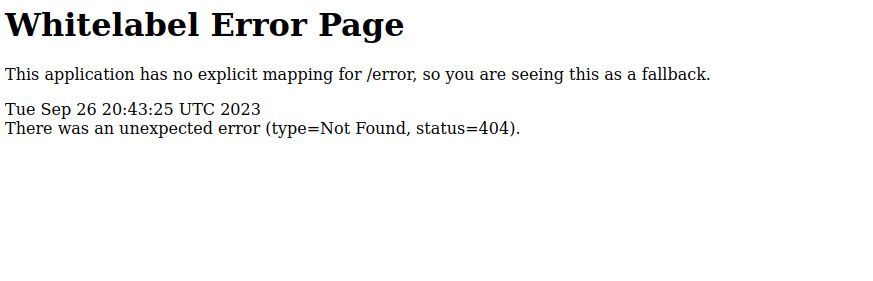 Whitelabel Error Page
This application has no explicit mapping for /error, so you are seeing this as a fallback.
Tue Sep 26 20:43:25 UTC 2023
There was an unexpected error (type=Not Found, status=404).